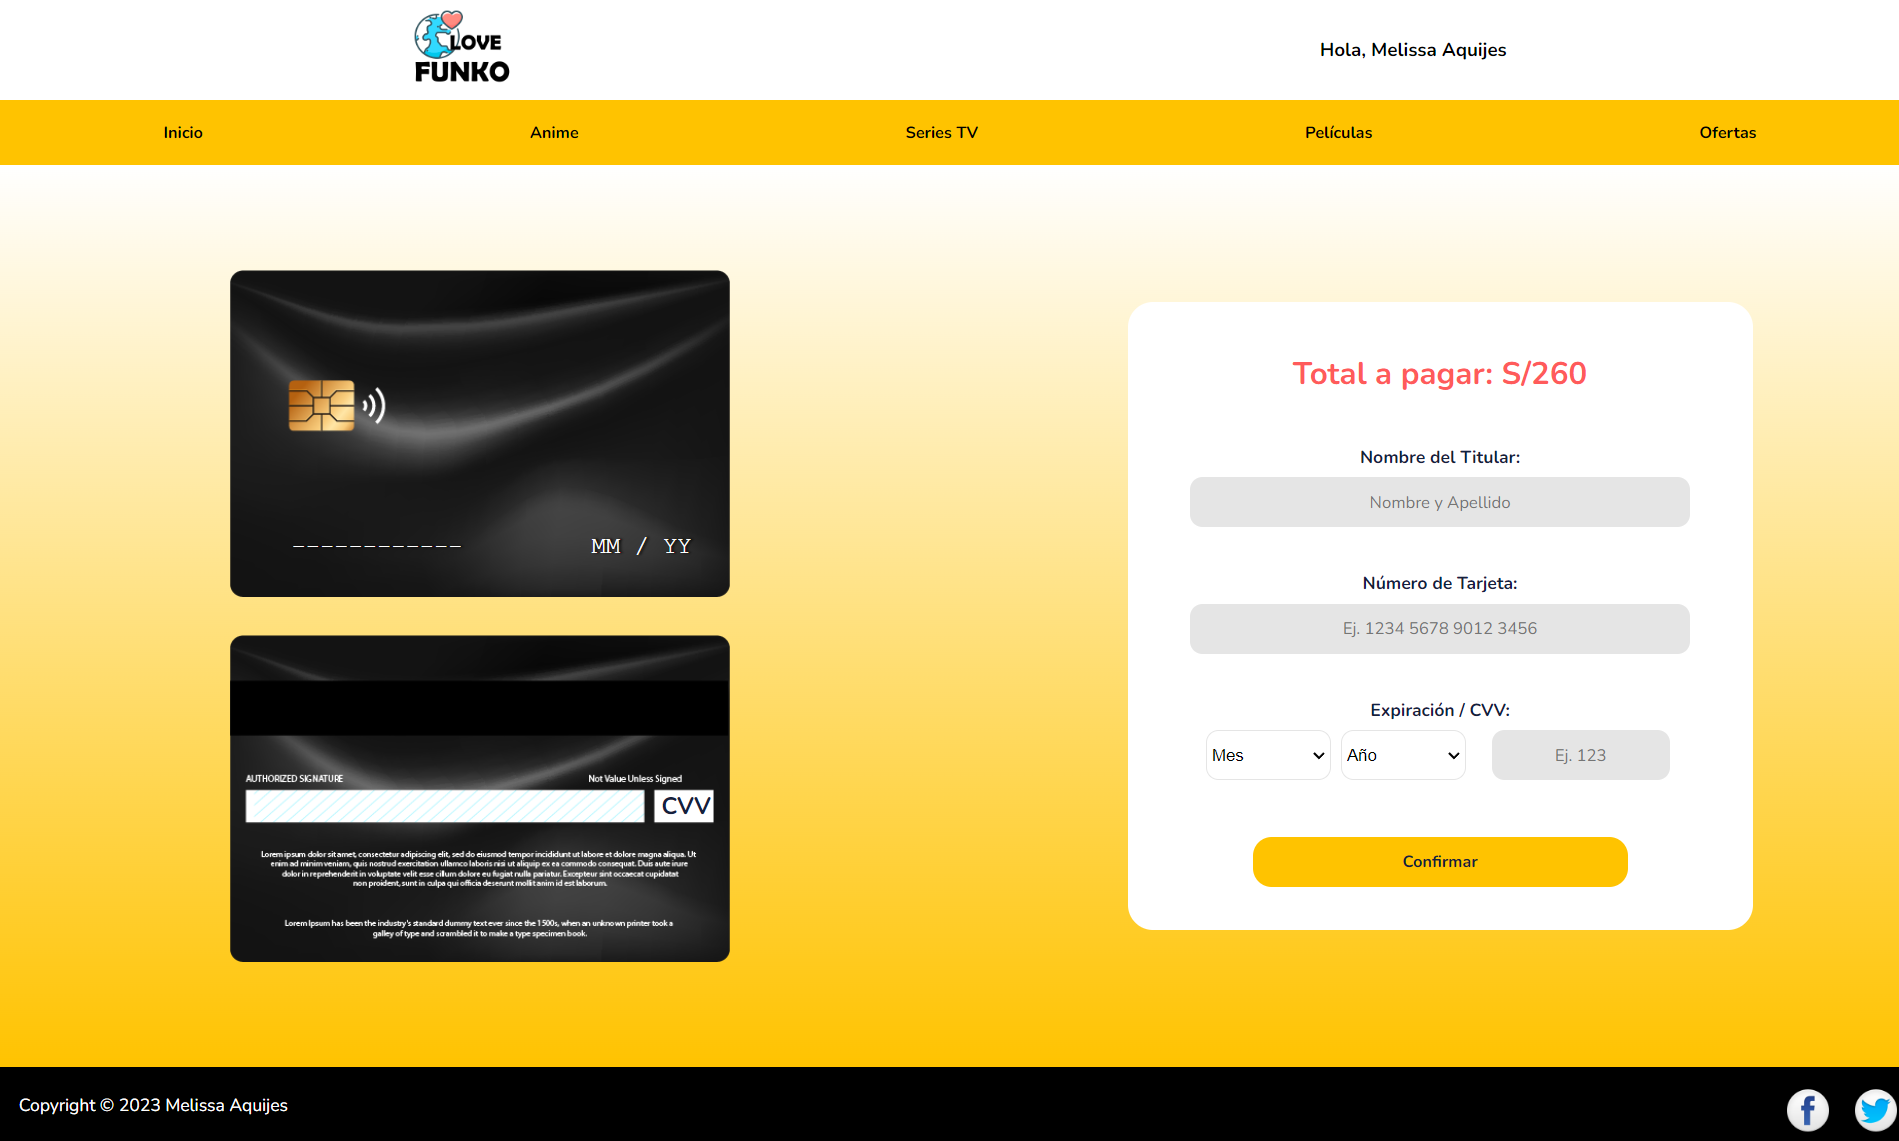 LOVE
FUNKO
Hola, Melissa Aquijes
Inicio
Anime
Series TV
Películas
Ofertas
------------
MM / YY
AUTHORIZED SIGNATURE
Not Value Unless Signed
CVV
Lorem ipsum dolor sit amet, consectetur adipiscing elit, sed do eiusmod tempor incididunt ut labore et dolore magna aliqua. Ut
enim ad minim veniam, quis nostrud exercitation ullamco laboris nisi ut aliquip ex ea commodo consequat. Duis aute irure
dolor in reprehenderit in voluptate velit esse cillum dolore eu fugiat nulla pariatur. Excepteur sint occaecat cupidatat
non proident, sunt in culpa qui officia deserunt mollit anim id est laborum.
Lorem Ipsum has been the industry's standard dummy text ever since the 1500s, when an unknown printer took a
galley of type and scrambled it to make a type specimen book.
Total a pagar: S/260
Nombre del Titular:
Nombre y Apellido
Número de Tarjeta:
Ej. 1234 5678 9012 3456
Expiración / CVV:
Mes
Año
Ej. 123
Confirmar
Copyright © 2023 Melissa Aquijes